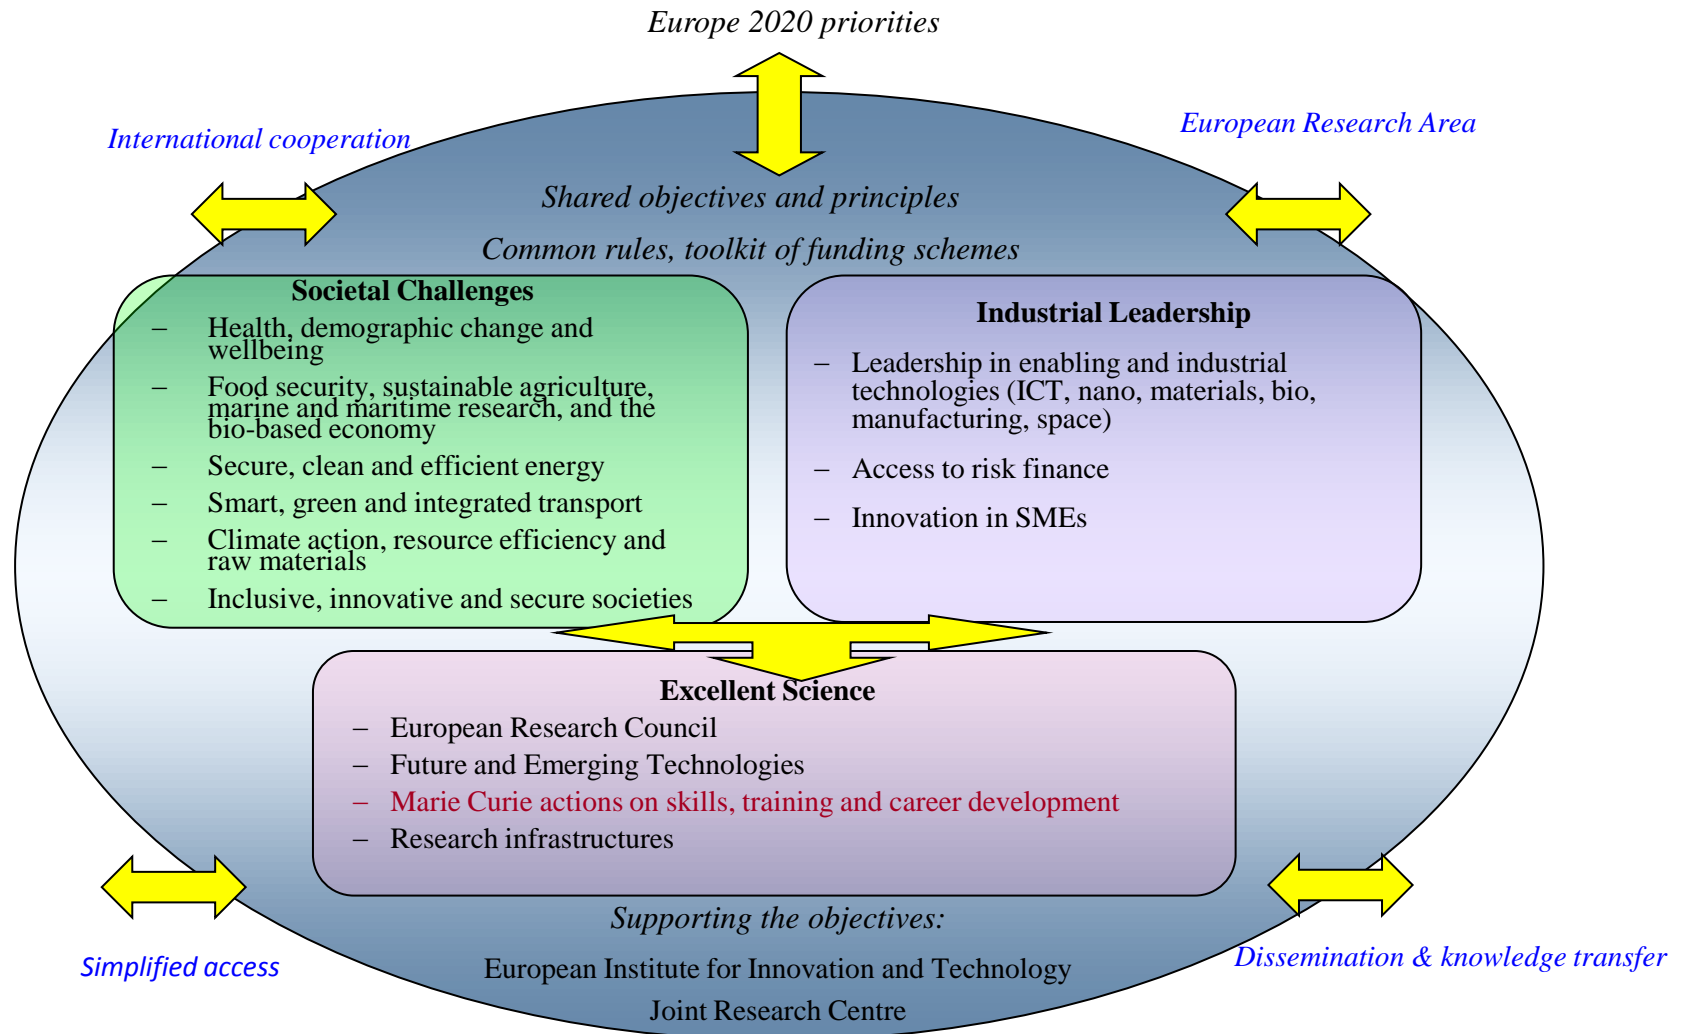 Europe 2020 priorities
International cooperation
European Research Area
Shared objectives and principles
Common rules, toolkit of funding schemes
Societal Challenges
– Health, demographic change and
wellbeing
– Food security, sustainable agriculture,
marine and maritime research, and the
bio-based economy
– Secure, clean and efficient energy
– Smart, green and integrated transport
– Climate action, resource efficiency and
raw materials
– Inclusive, innovative and secure societies
Industrial Leadership
– Leadership in enabling and industrial
technologies (ICT, nano, materials, bio,
manufacturing, space)
– Access to risk finance
– Innovation in SMEs
Excellent Science
– European Research Council
– Future and Emerging Technologies
– Marie Curie actions on skills, training and career development
– Research infrastructures
Supporting the objectives:
European Institute for Innovation and Technology
Joint Research Centre
Simplified access
Dissemination & knowledge transfer